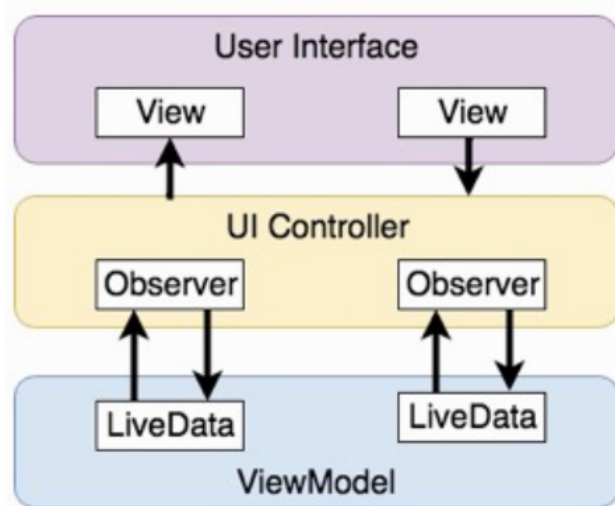 User Interface
View View
UI Controller
Observer Observer
LiveData LiveData
ViewModel